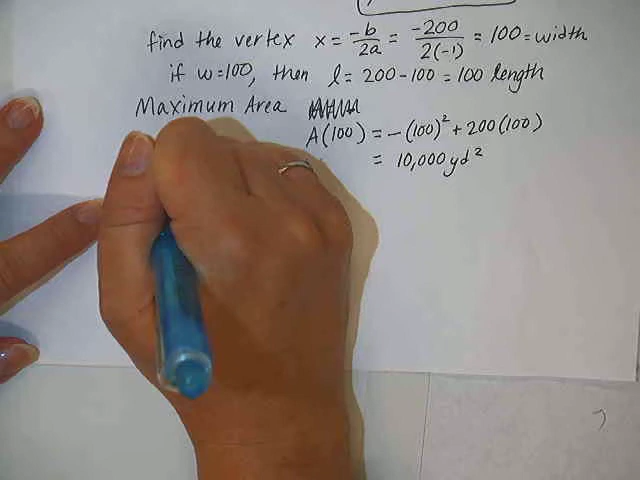 find the vertex x = -b/2a = -200/2(-1) = 100 = width
if w=100, then l = 200 - 100 = 100 length
Maximum Area
A(100) = -(100)² + 200(100)
= 10,000 yd²